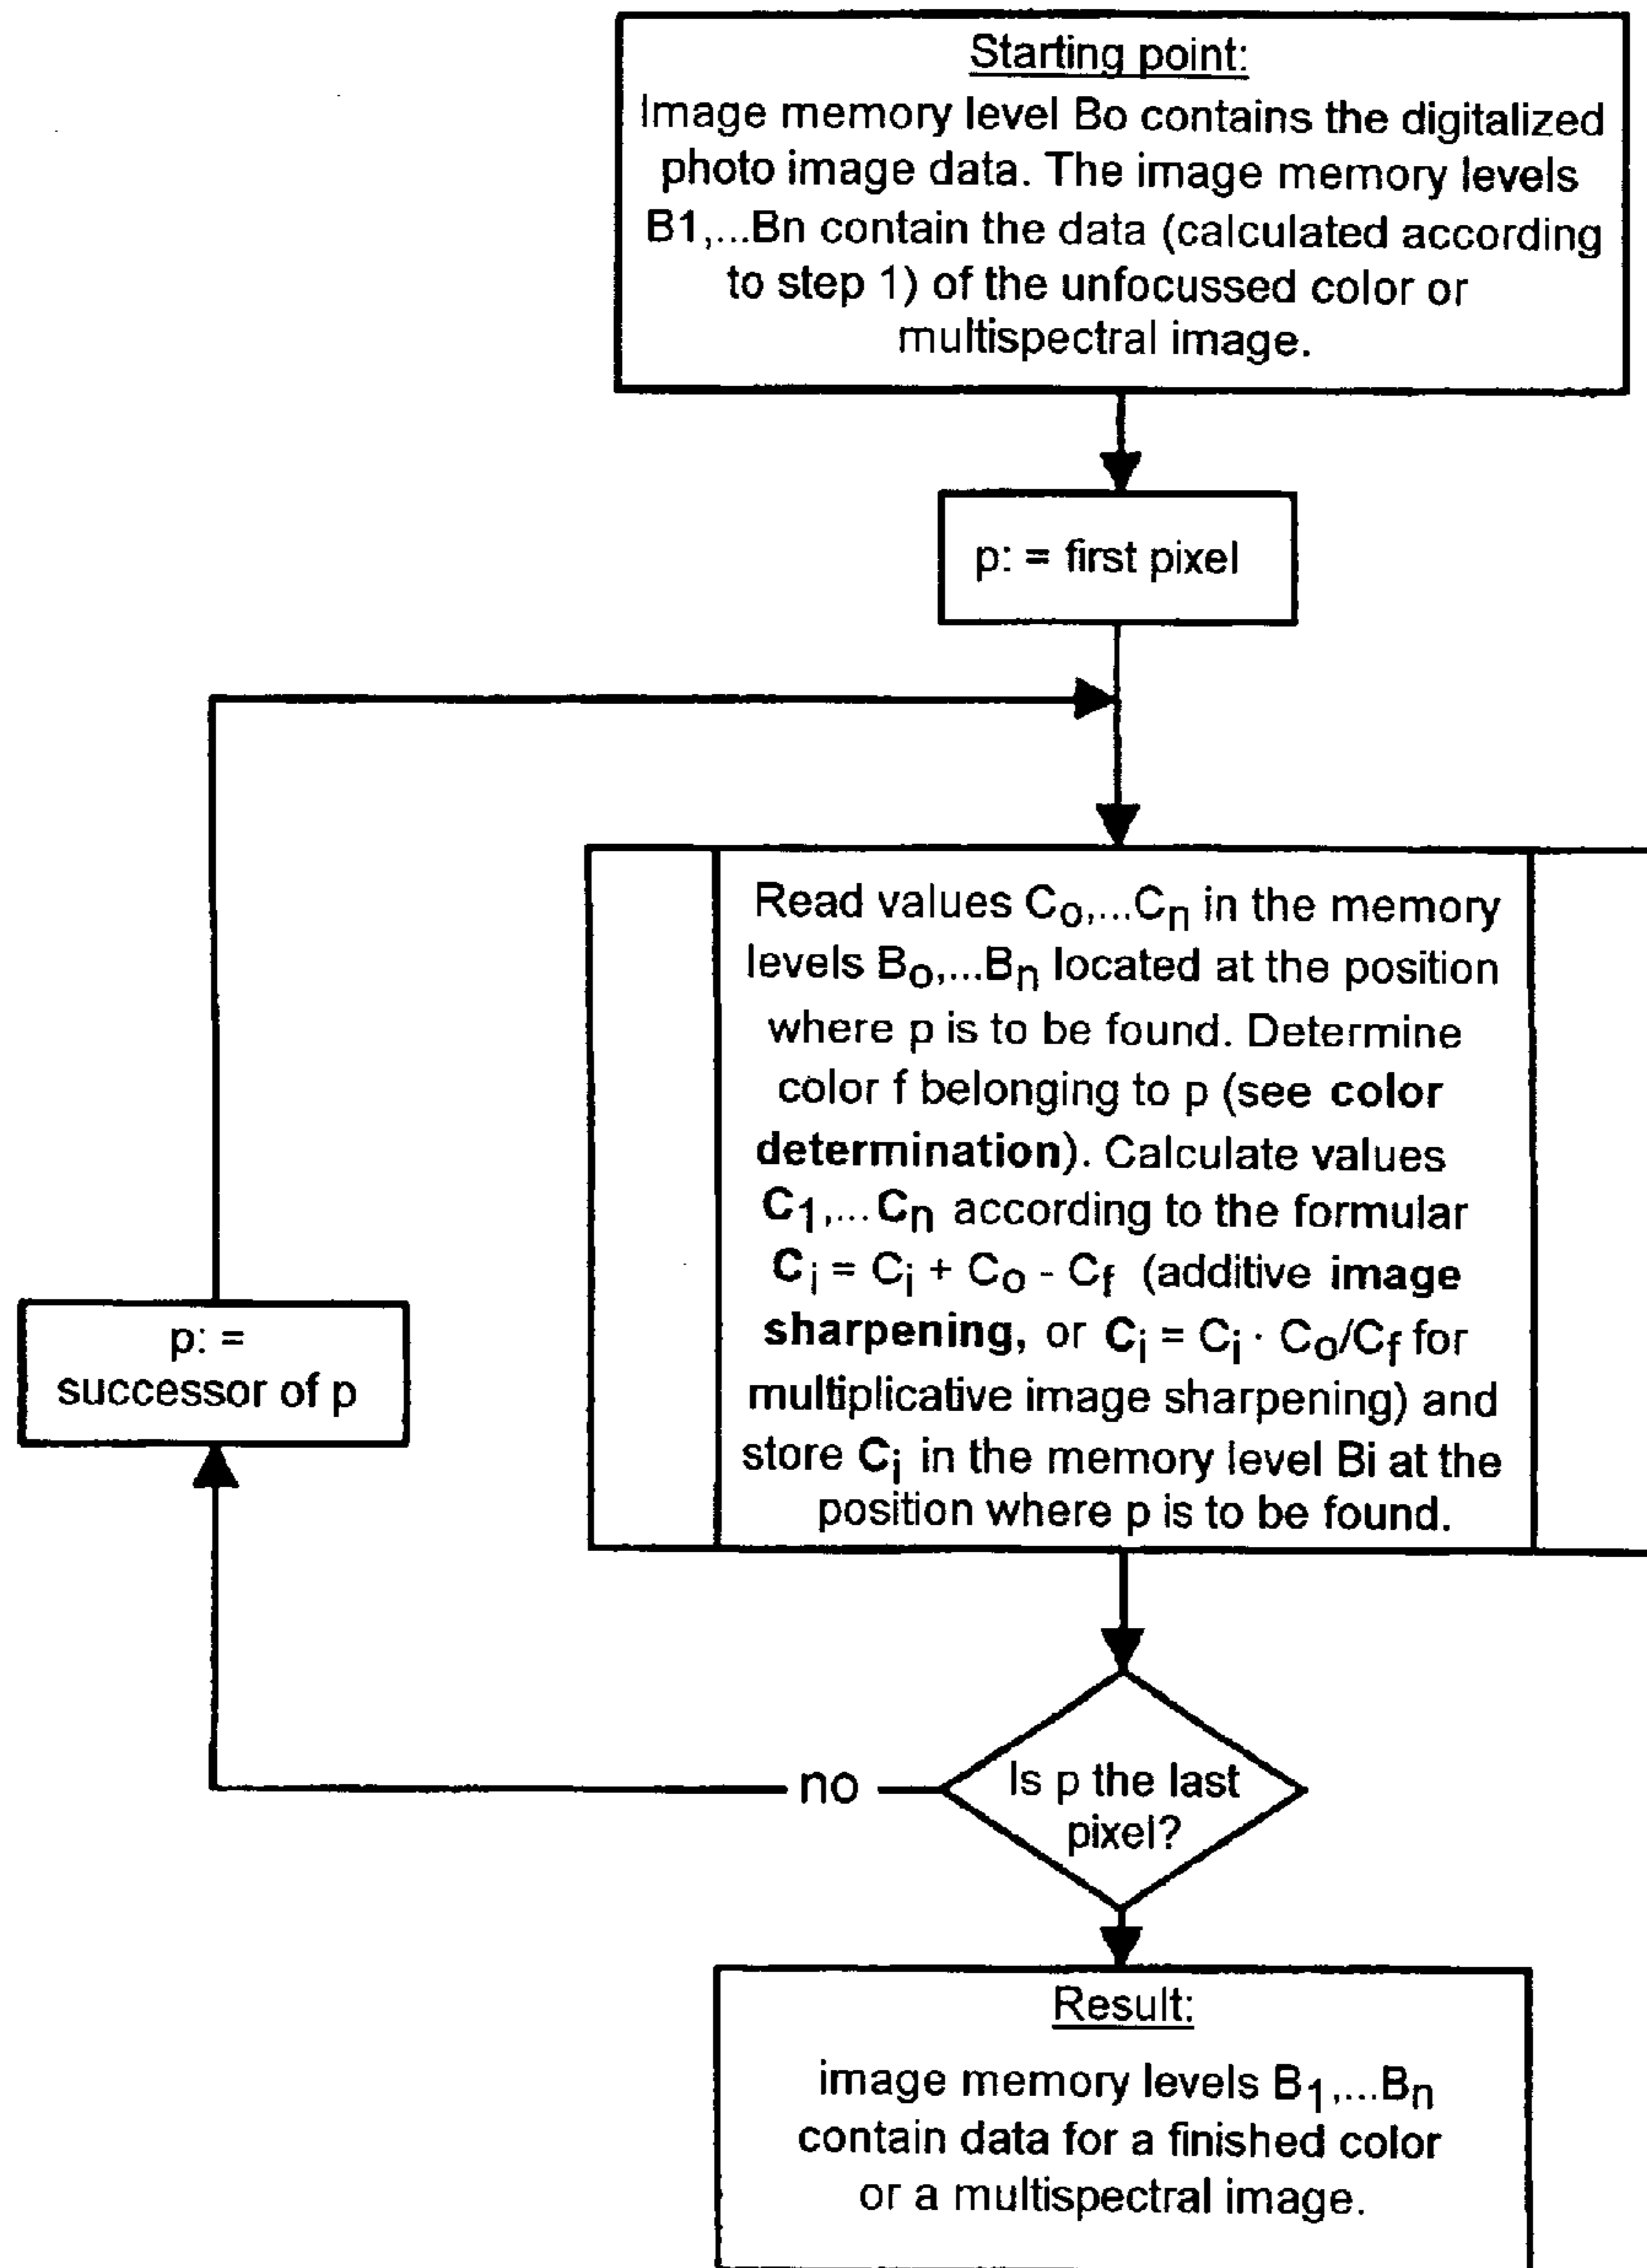 Starting point:
Image memory level Bo contains the digitalized
photo image data. The image memory levels
B1,...Bn contain the data (calculated according
to step 1) of the unfocussed color or
multispectral image.
p: = first pixel
Read values Co,...Cn in the memory
levels Bo,...Bn located at the position
where p is to be found. Determine
color f belonging to p (see color
determination). Calculate values
C1,...Cn according to the formular
Ci = Ci + Co - Cf (additive image
sharpening, or Ci = Ci · Co/Cf for
multiplicative image sharpening) and
store Ci in the memory level Bi at the
position where p is to be found.
p: =
successor of p
Is p the last
pixel?
no
Result:
image memory levels B1,...Bn
contain data for a finished color
or a multispectral image.